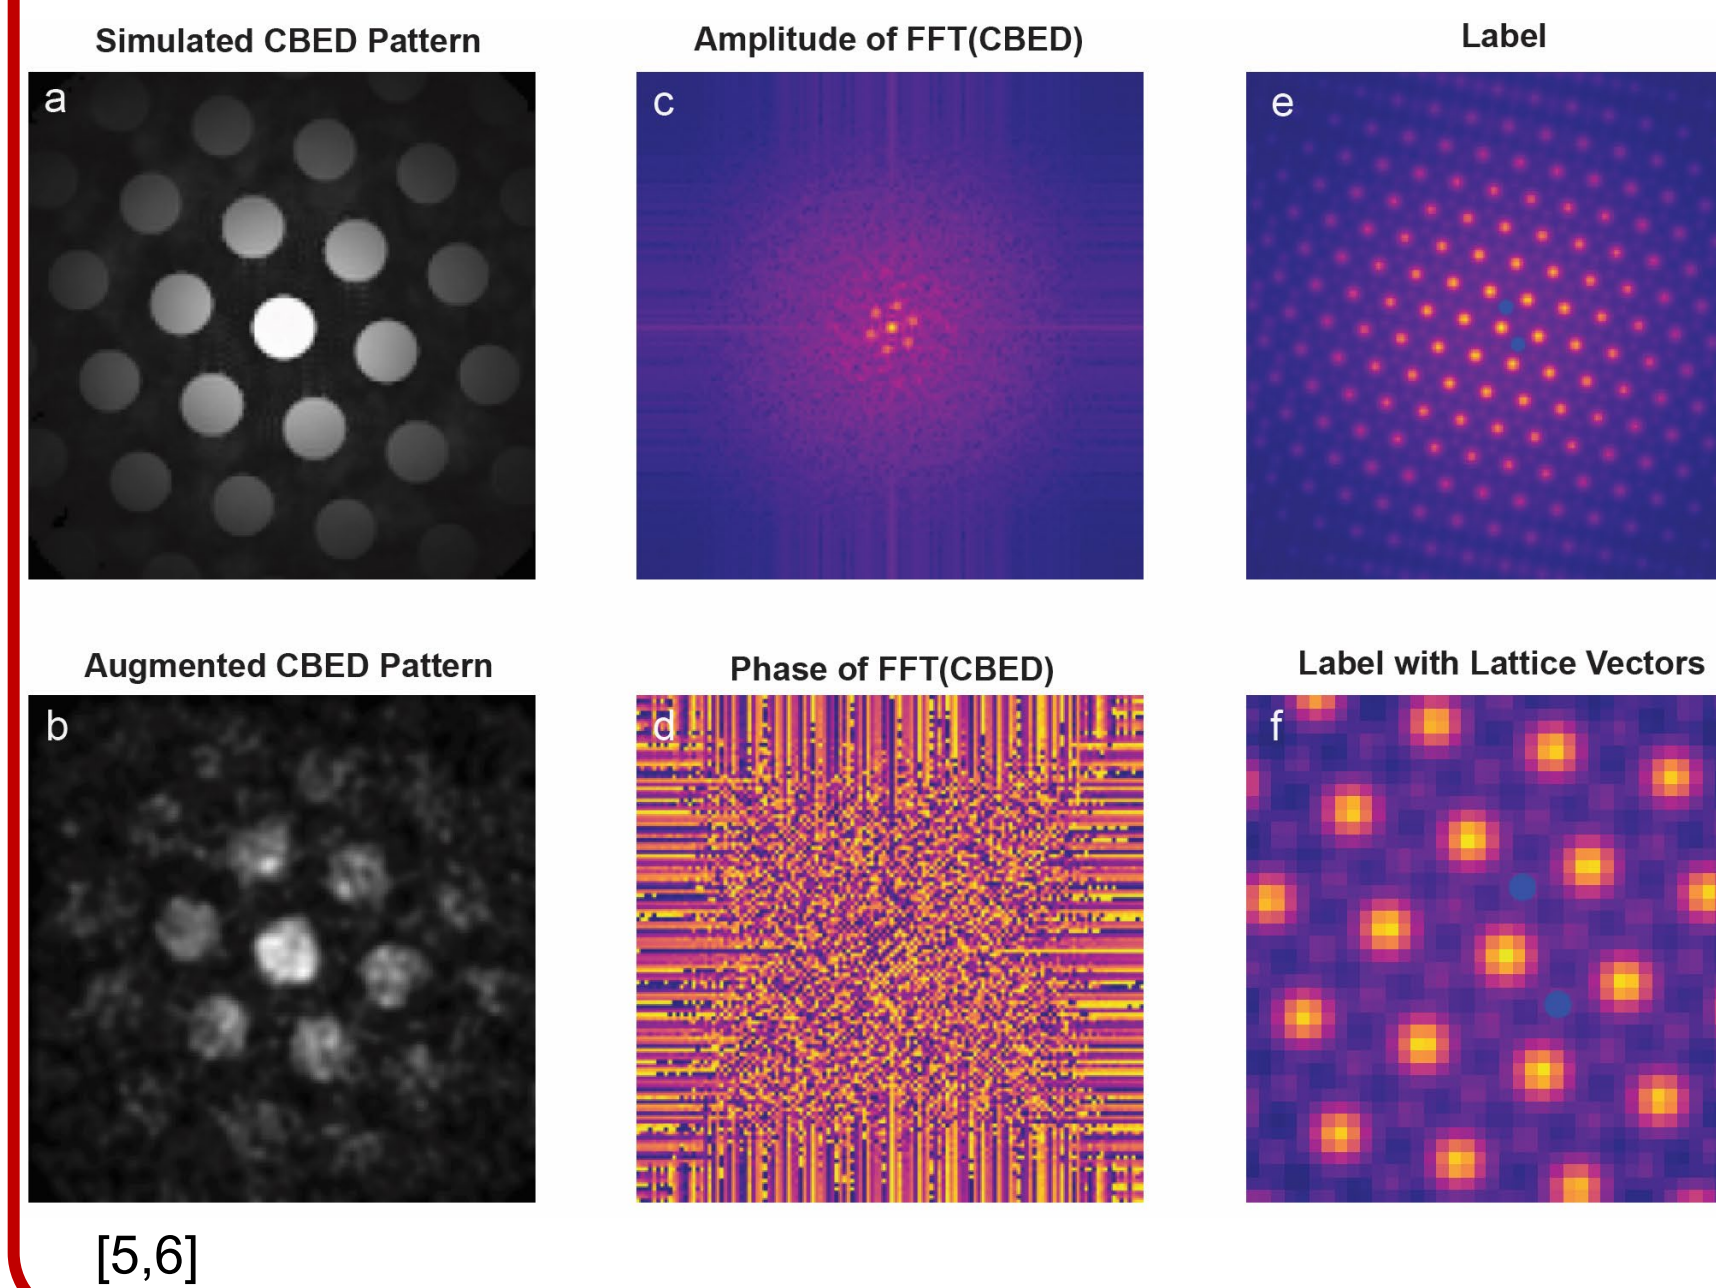 Simulated CBED Pattern
Amplitude of FFT(CBED)
Label
a
c
e
Augmented CBED Pattern
Phase of FFT(CBED)
Label with Lattice Vectors
b
d
f
[5,6]